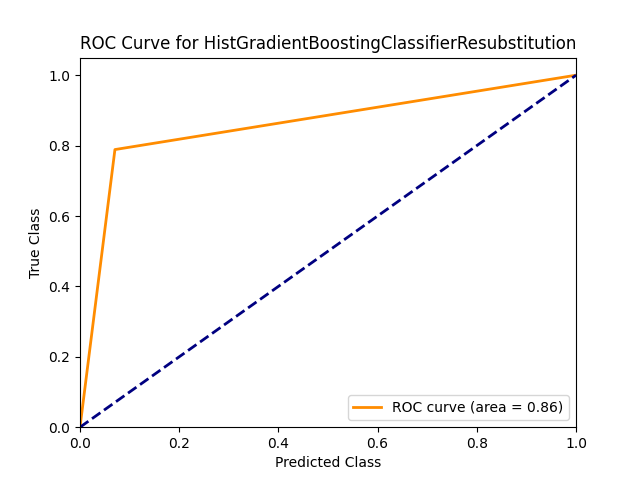 ROC Curve for HistGradientBoostingClassifierResubstitution
1.0
0.8
0.6
0.4
0.2
0.0
True Class
0.0 0.2 0.4 0.6 0.8 1.0
Predicted Class
ROC curve (area = 0.86)